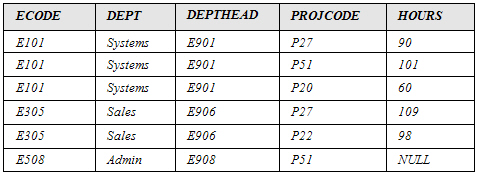 ECODE DEPT DEPTHEAD PROJCODE HOURS
E101 Systems E901 P27 90
E101 Systems E901 P51 101
E101 Systems E901 P20 60
E305 Sales E906 P27 109
E305 Sales E906 P22 98
E508 Admin E908 P51 NULL